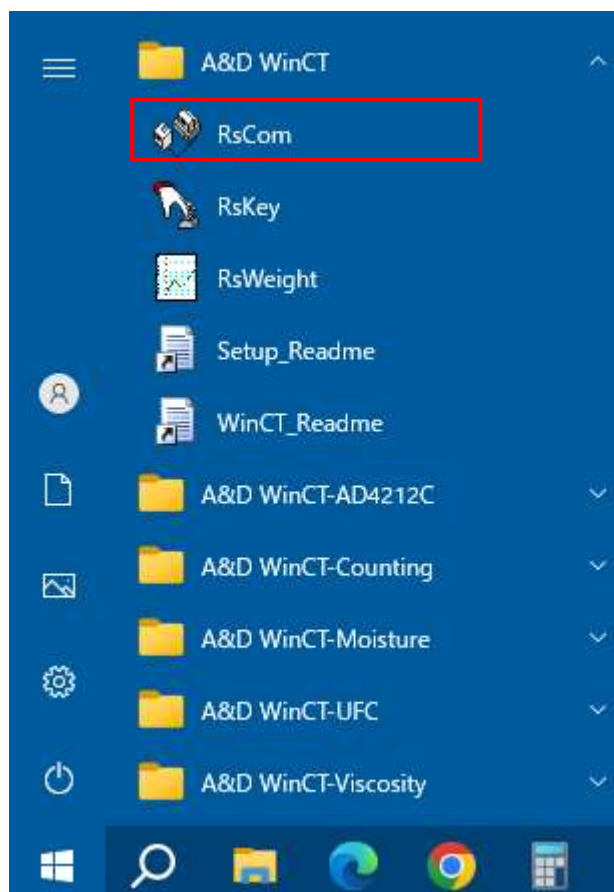 A&D WinCT
RsCom
RsKey
RsWeight
Setup_Readme
WinCT_Readme
A&D WinCT-AD4212C
A&D WinCT-Counting
A&D WinCT-Moisture
A&D WinCT-UFC
A&D WinCT-Viscosity